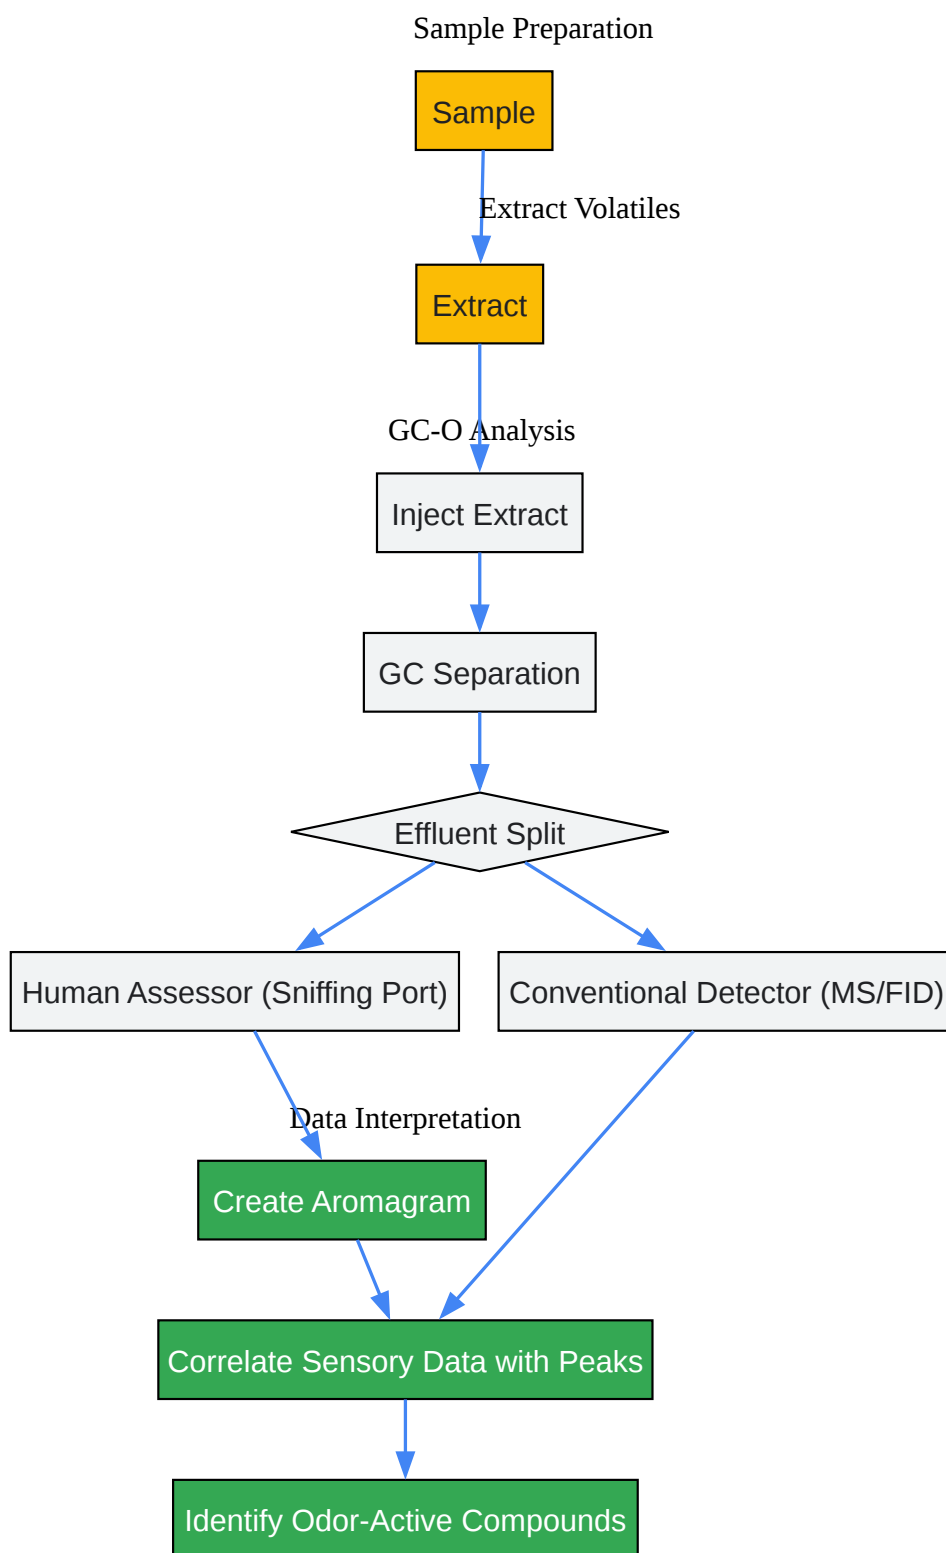 Sample Preparation
Sample
Extract Volatiles
Extract
GC-O Analysis
Inject Extract
GC Separation
Effluent Split
Human Assessor (Sniffing Port)
Conventional Detector (MS/FID)
Data Interpretation
Create Aromagram
Correlate Sensory Data with Peaks
Identify Odor-Active Compounds